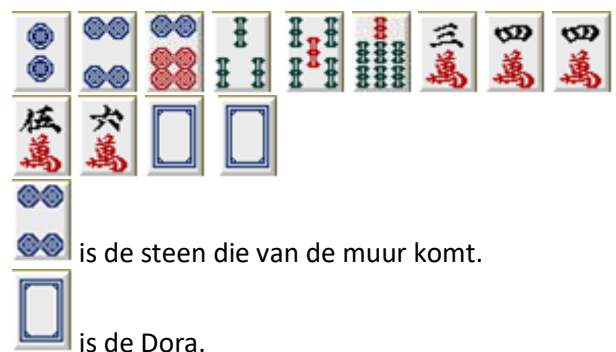 三萬 四萬 四萬
伍萬 六萬
is de steen die van de muur komt.
is de Dora.